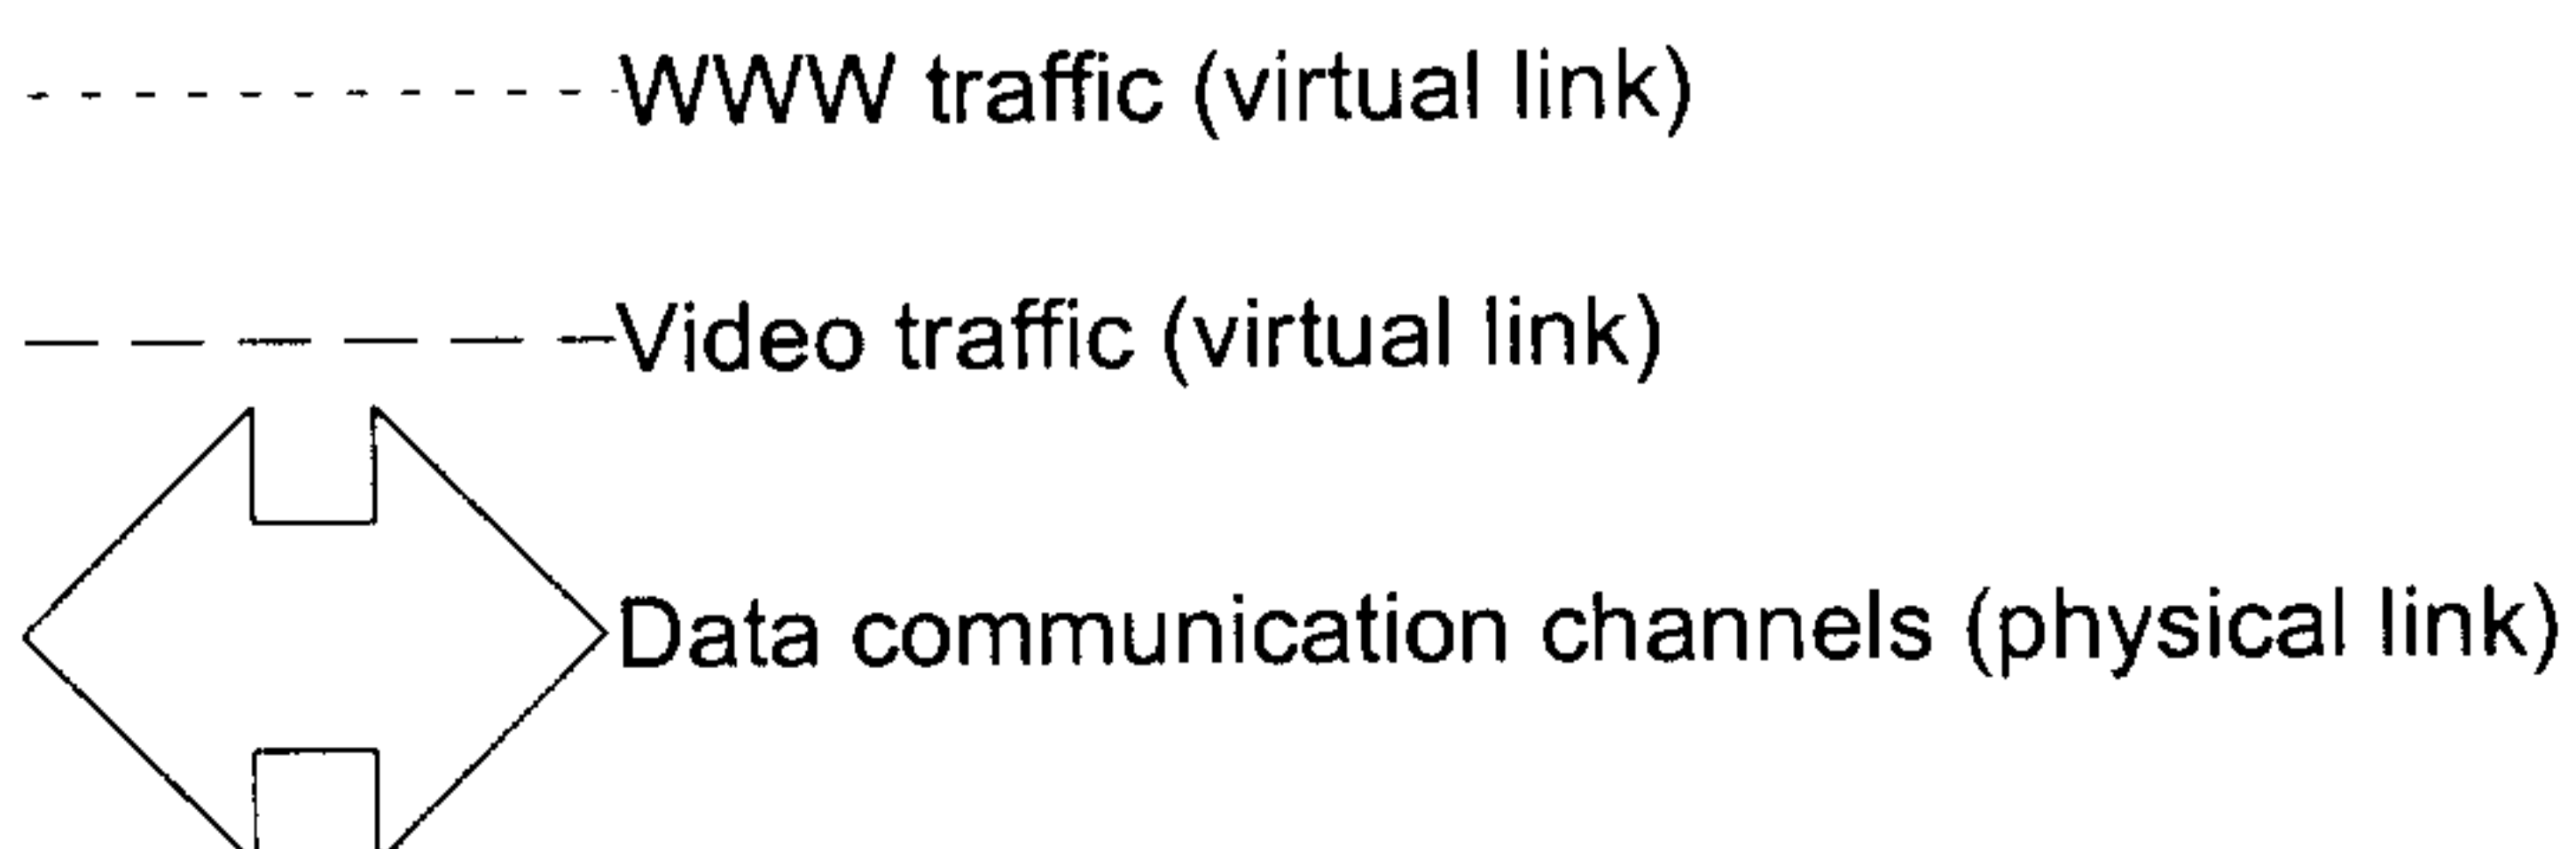 WWW traffic (virtual link)
Video traffic (virtual link)
Data communication channels (physical link)